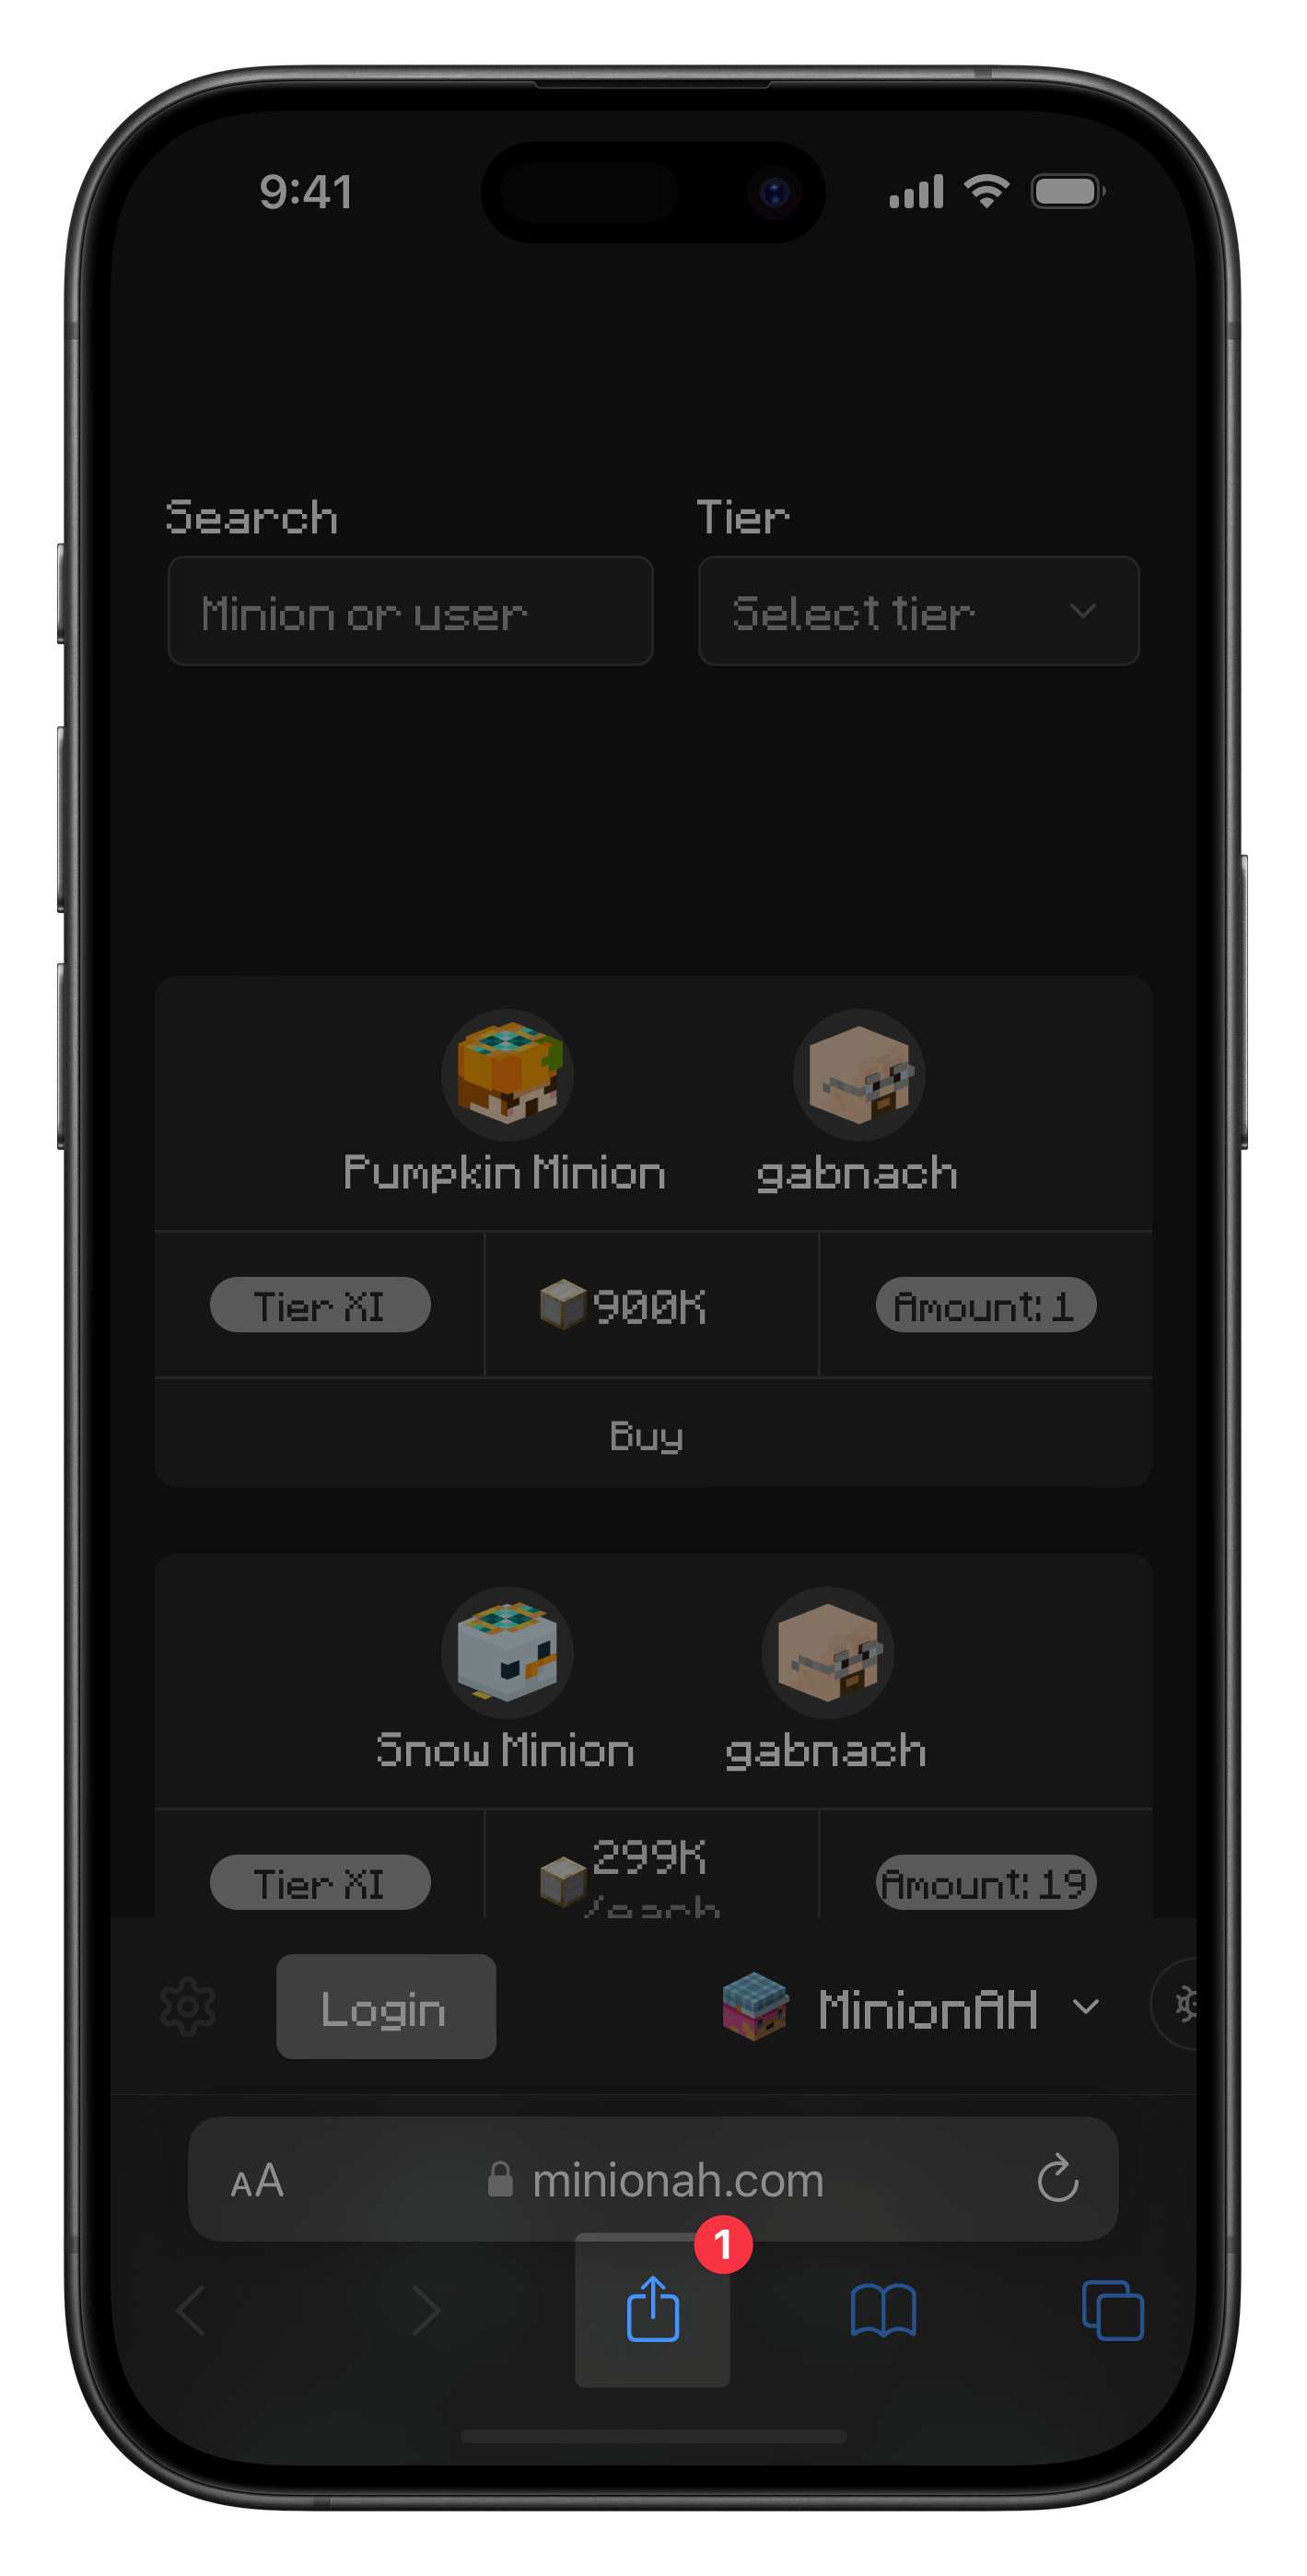 9:41
Search
Tier
Minion or user
Select tier
Pumpkin Minion
gabnach
Tier XI
900K
Amount: 1
Buy
Snow Minion
gabnach
Tier XI
299K
/each
Amount: 19
Login
MinionAH
AA
minionah.com
1